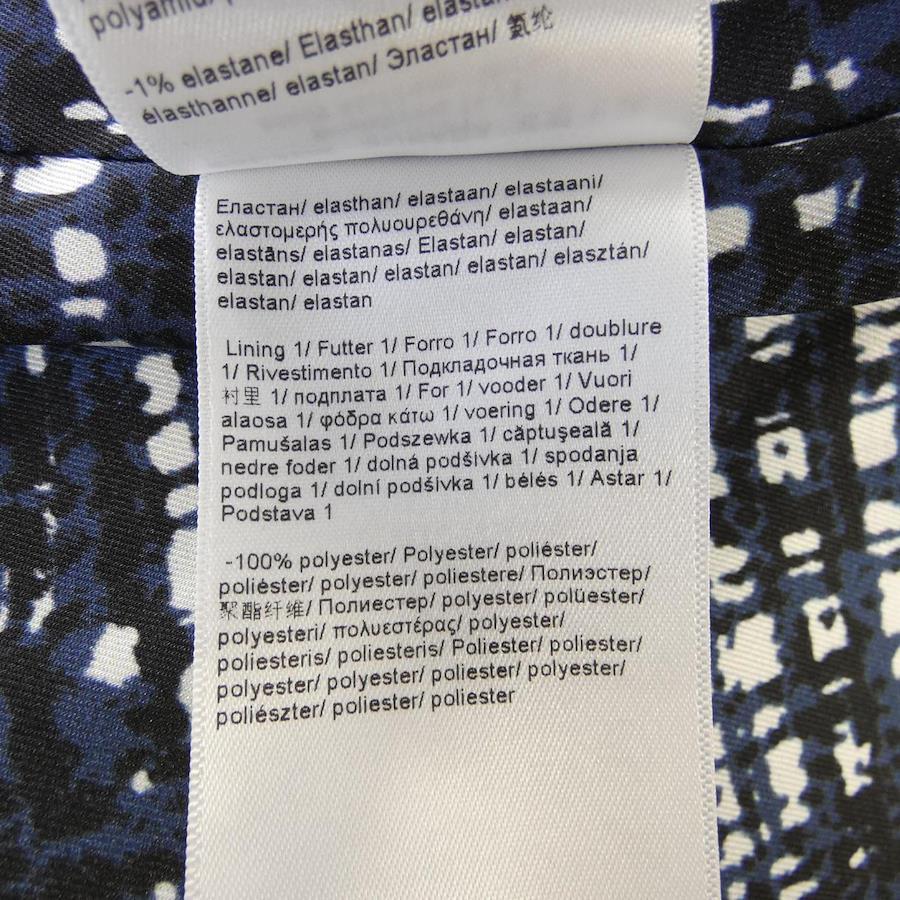 polyamid/
-1% elastane/ Elasthan/ elastan
élasthanne/ elastan/ Эластан/ 氨纶
Еластан/ elasthan/ elastaan/ elastaani/
ελαστομερής πολυουρεθάνη/ elastaan/
elastāns/ elastanas/ Elastan/ elastan/
elastan/ elastan/ elastan/ elastan/ elasztán/
elastan/ elastan
Lining 1/ Futter 1/ Forro 1/ Forro 1/ doublure
1/ Rivestimento 1/ Подкладочная ткань 1/
衬里 1/ подплата 1/ For 1/ vooder 1/ Vuori
alaosa 1/ φόδρα κάτω 1/ voering 1/ Odere 1/
Pamušalas 1/ Podszewka 1/ căptuşeală 1/
nedre foder 1/ dolná podšívka 1/ spodanja
podloga 1/ dolní podšívka 1/ bélés 1/ Astar 1/
Podstava 1
-100% polyester/ Polyester/ poliéster/
poliéster/ polyester/ poliestere/ Полиэстер/
聚酯纤维/ Полиестер/ polyester/ polüester/
polyesteri/ πολυεστέρας/ polyester/
poliesteris/ poliesteris/ Poliester/ poliester/
polyester/ polyester/ poliester/ polyester/
poliészter/ poliester/ poliester